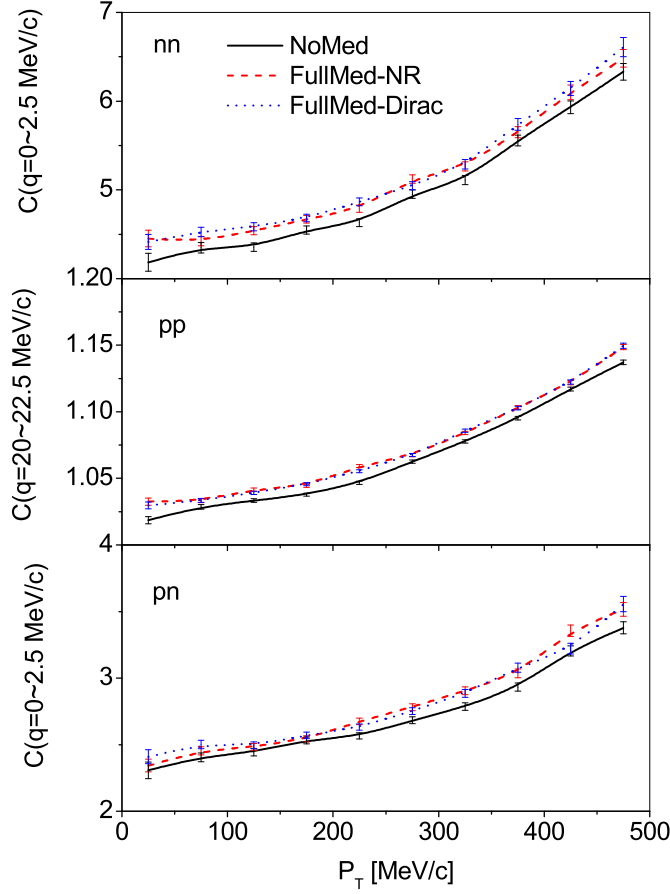 7
nn
NoMed
FullMed-NR
FullMed-Dirac
6
5
C(q=0~2.5 MeV/c)
1.20
pp
1.15
1.10
1.05
C(q=20~22.5 MeV/c)
4
pn
3
2
C(q=0~2.5 MeV/c)
0 100 200 300 400 500
P_T [MeV/c]